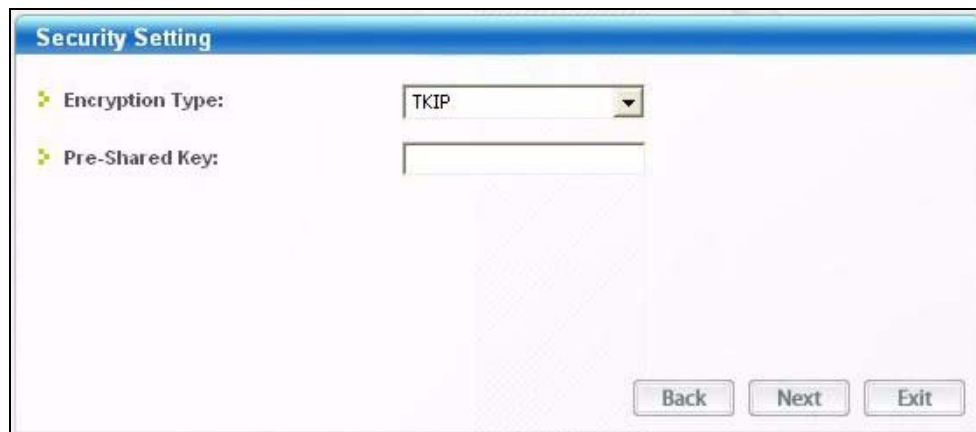 Security Setting
Encryption Type: TKIP
Pre-Shared Key:
Back Next Exit